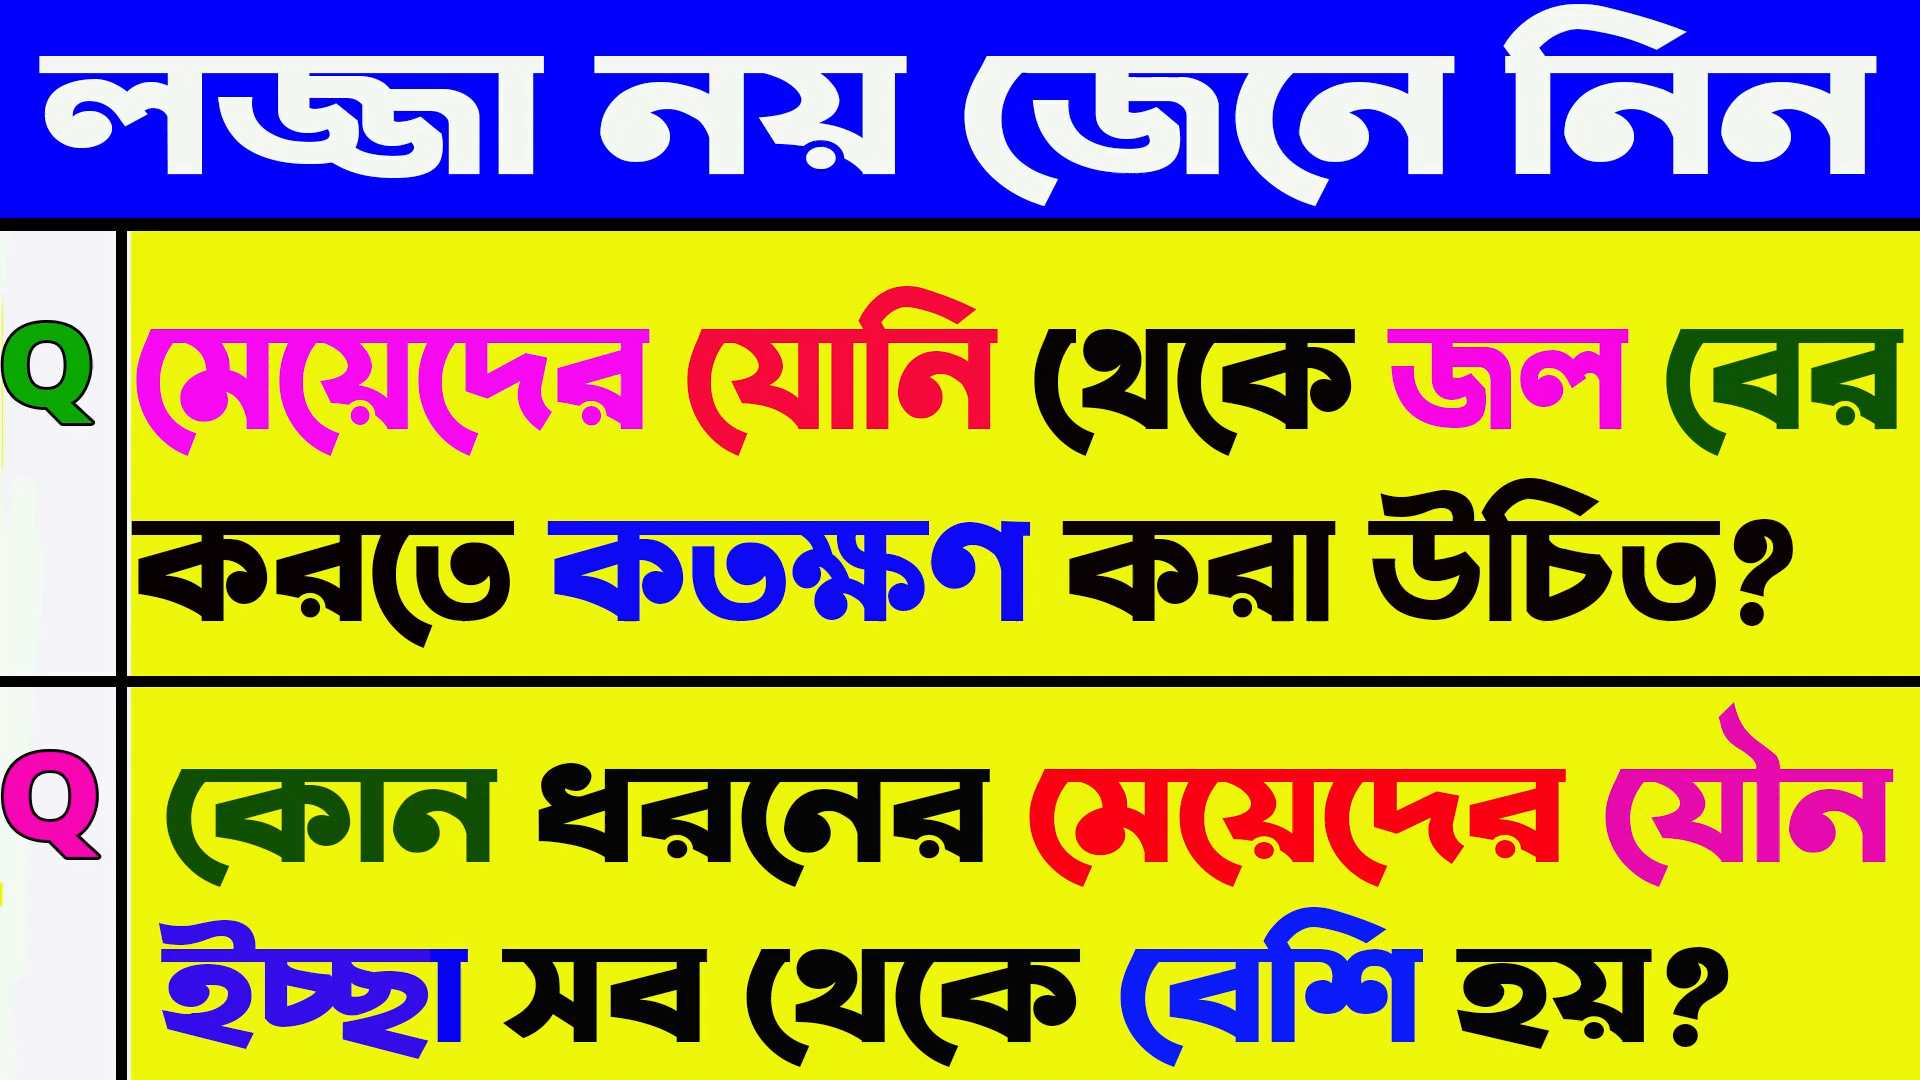 লজ্জা নয় জেনে নিন
Q মেয়েদের যোনি থেকে জল বের
করতে কতক্ষণ করা উচিত?
Q কোন ধরনের মেয়েদের যৌন
ইচ্ছা সব থেকে বেশি হয়?